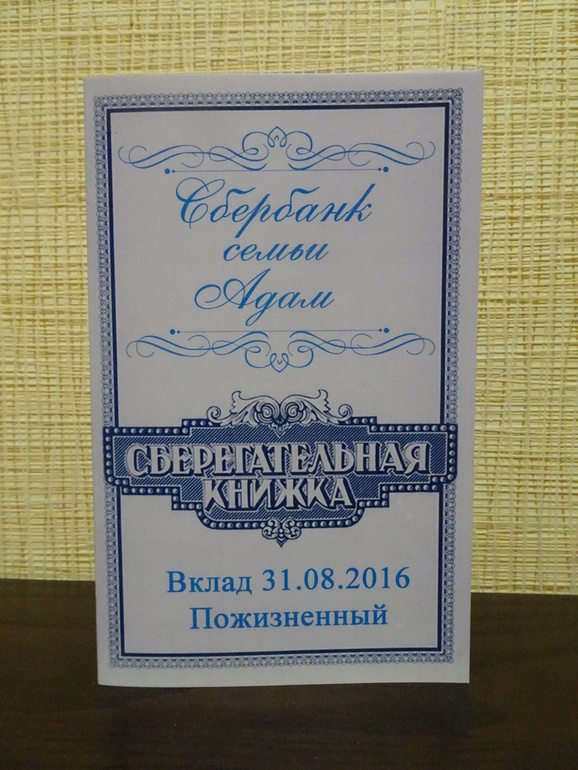 Сбербанк
семьи
Адам
СБЕРЕГАТЕЛЬНАЯ
КНИЖКА
Вклад 31.08.2016
Пожизненный